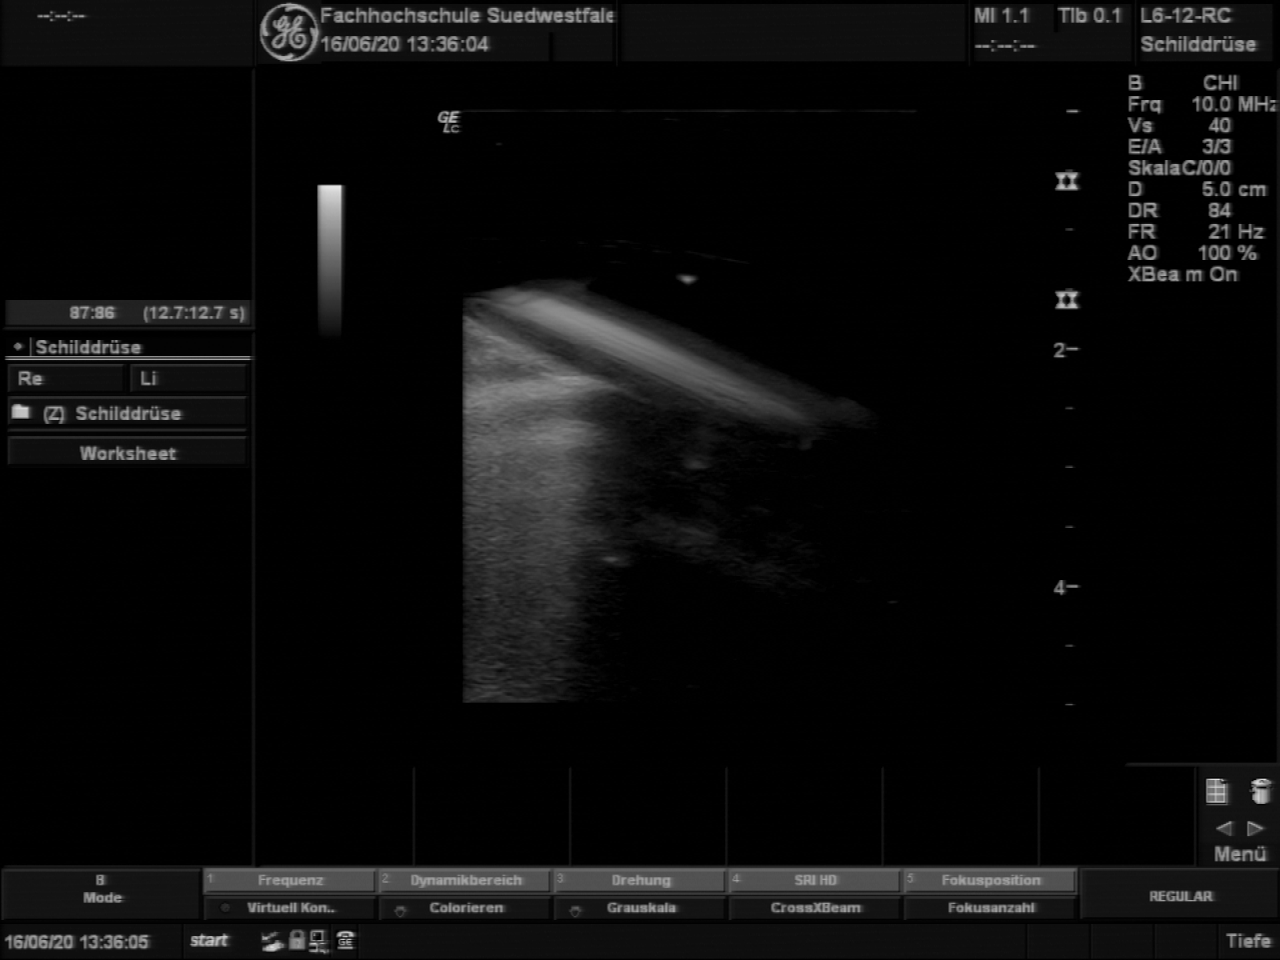 --:--:--
Fachhochschule Suedwestfale
16/06/20 13:36:04
MI 1.1 TIb 0.1
--:--:--
L6-12-RC
Schilddrüse
B CHI
Frq 10.0 MHz
Vs 40
E/A 3/3
SkalaC/0/0
D 5.0 cm
DR 84
FR 21 Hz
AO 100 %
XBea m On
GE
LC
2
4
87:86 (12.7:12.7 s)
Schilddrüse
Re Li
(Z) Schilddrüse
Worksheet
Menü
B
Mode
1 Frequenz
2 Dynamikbereich
3 Drehung
4 SRI HD
5 Fokusposition
Virtuell Kon..
Colorieren
Grauskala
CrossXBeam
Fokusanzahl
REGULAR
16/06/20 13:36:05
start
GE
Tiefe